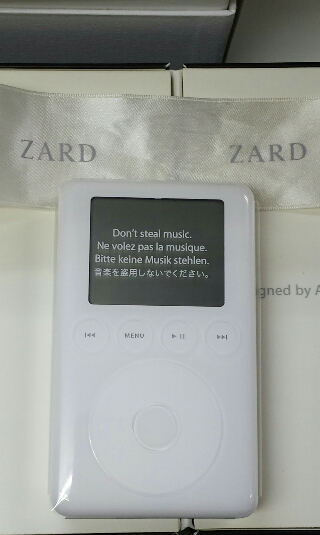 ZARD ZARD
Don't steal music.
Ne volez pas la musique.
Bitte keine Musik stehlen.
音楽を盗用しないでください。
MENU
igned by A